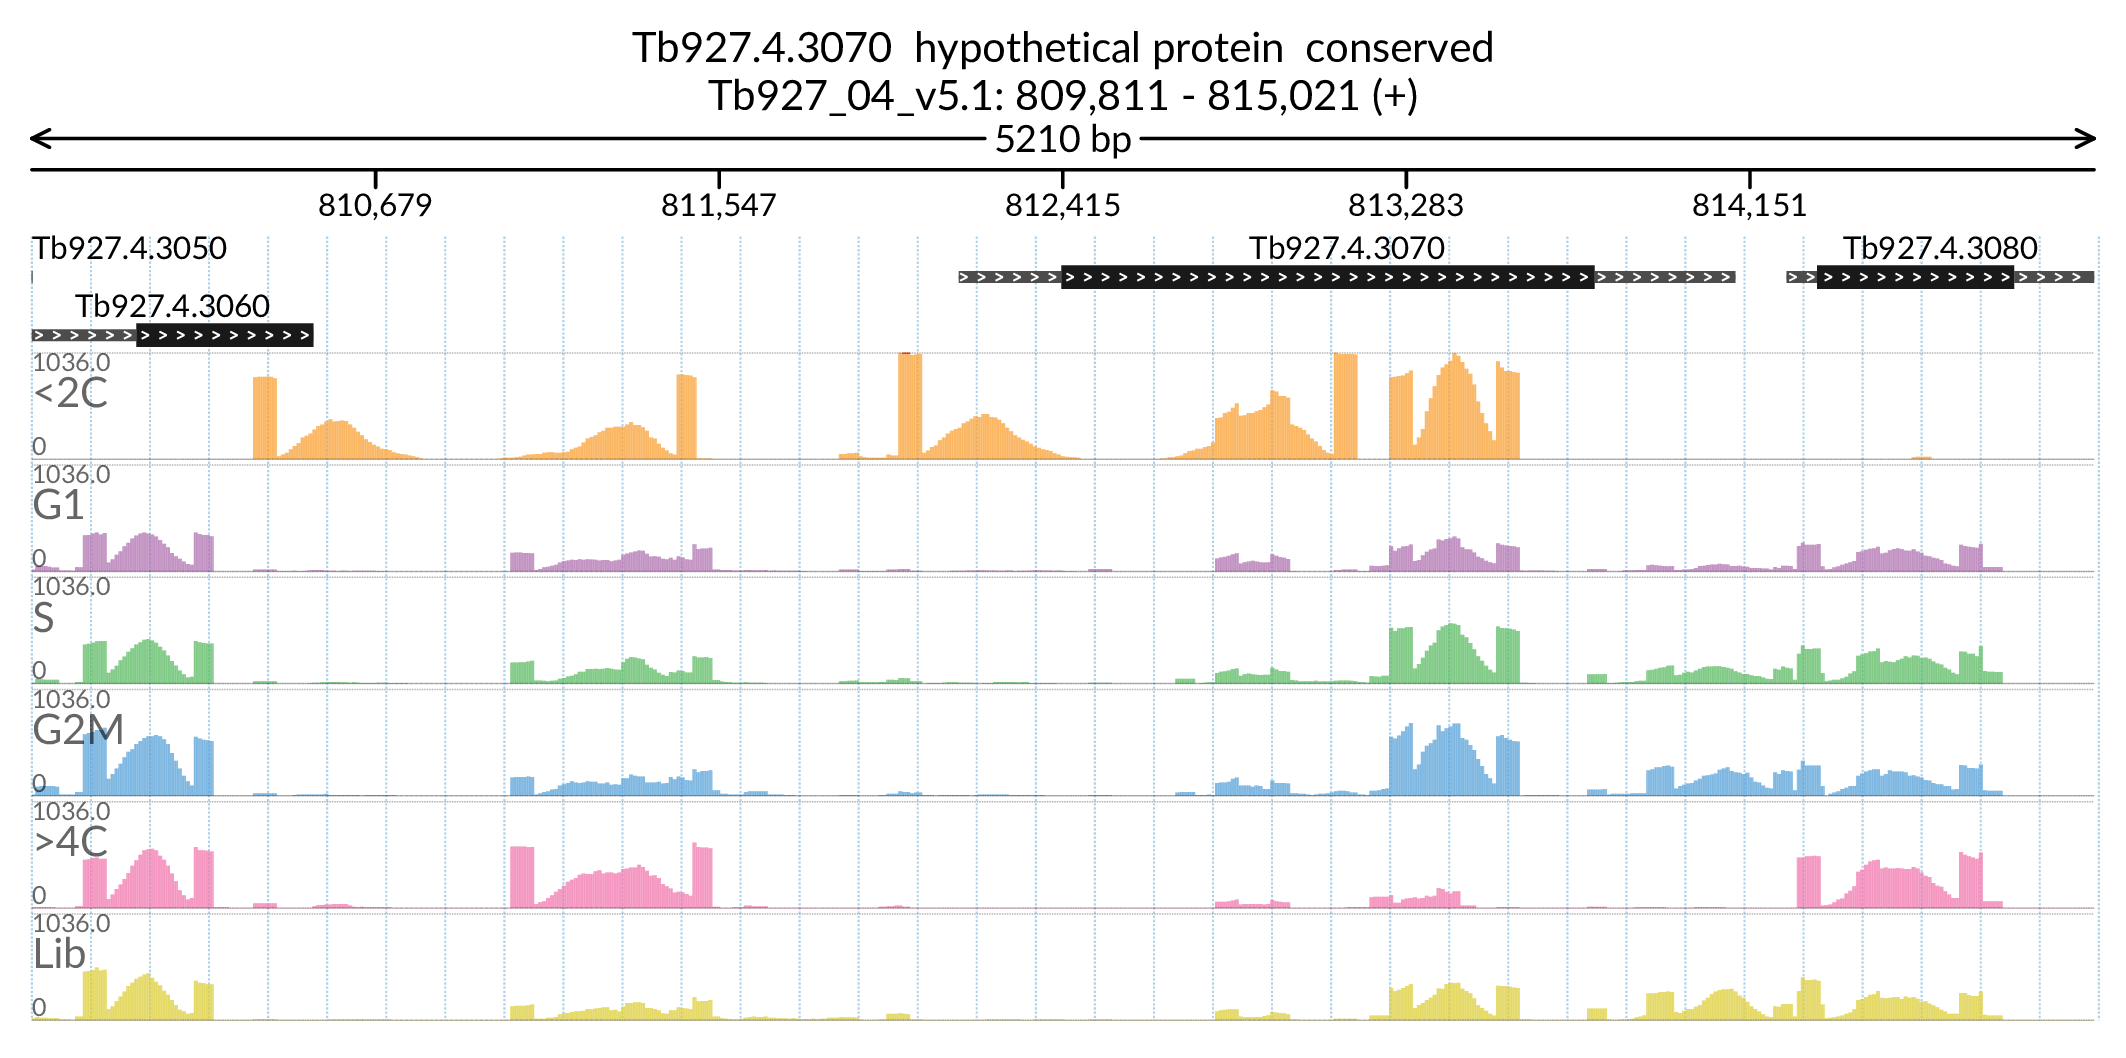 Tb927.4.3070 hypothetical protein conserved
Tb927_04_v5.1: 809,811 - 815,021 (+)
5210 bp
810,679 811,547 812,415 813,283 814,151
Tb927.4.3050 Tb927.4.3070 Tb927.4.3080
Tb927.4.3060
1036.0
<2C
0
1036.0
G1
0
1036.0
S
0
1036.0
G2M
0
1036.0
>4C
0
1036.0
Lib
0